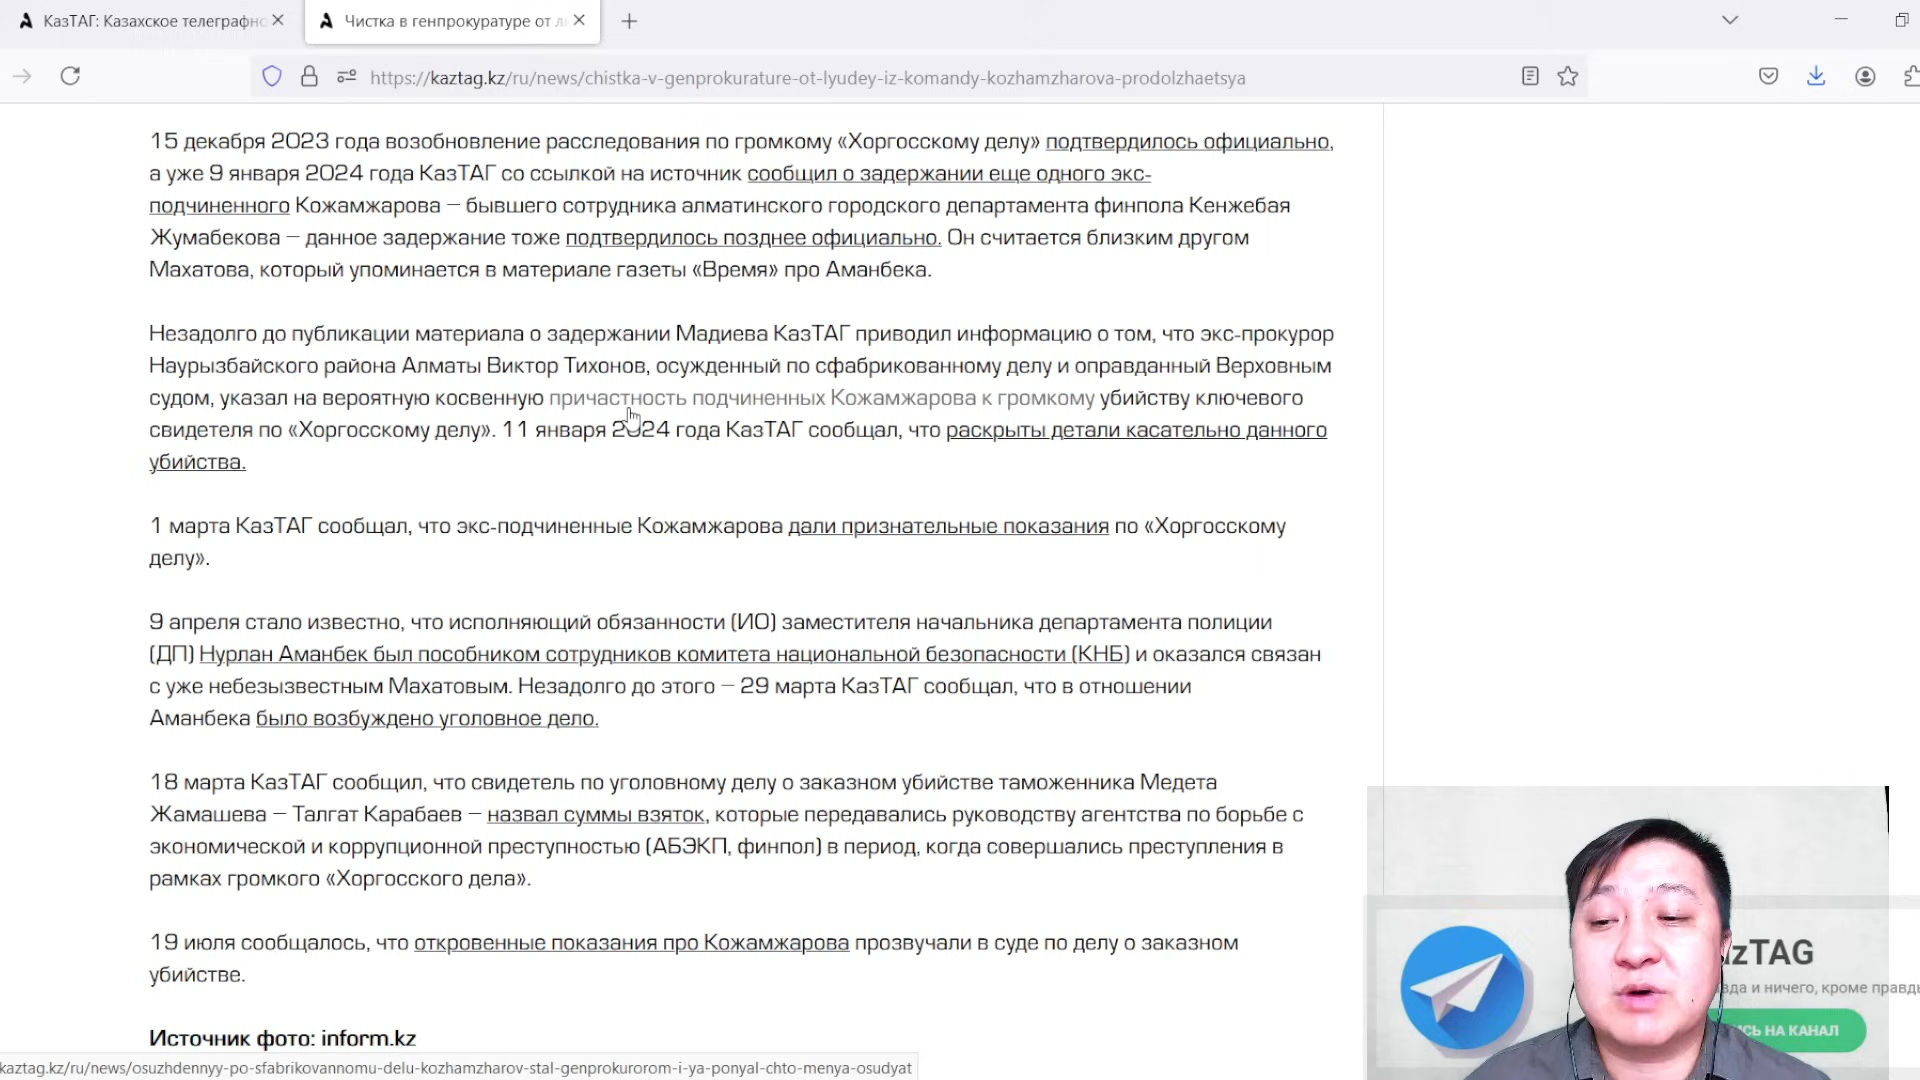 КазТАГ: Казахское телеграфно
Чистка в генпрокуратуре от
https://kaztag.kz/ru/news/chistka-v-genprokurature-ot-lyudey-iz-komandy-kozhamzharova-prodolzhaetsya
15 декабря 2023 года возобновление расследования по громкому «Хоргосскому делу» подтвердилось официально,
а уже 9 января 2024 года КазТАГ со ссылкой на источник сообщил о задержании еще одного экс-
подчиненного Кожамжарова – бывшего сотрудника алматинского городского департамента финпола Кенжебая
Жумабекова – данное задержание тоже подтвердилось позднее официально. Он считается близким другом
Махатова, который упоминается в материале газеты «Время» про Аманбека.
Незадолго до публикации материала о задержании Мадиева КазТАГ приводил информацию о том, что экс-прокурор
Наурызбайского района Алматы Виктор Тихонов, осужденный по сфабрикованному делу и оправданный Верховным
судом, указал на вероятную косвенную причастность подчиненных Кожамжарова к громкому убийству ключевого
свидетеля по «Хоргосскому делу». 11 января 2024 года КазТАГ сообщал, что раскрыты детали касательно данного
убийства.
1 марта КазТАГ сообщал, что экс-подчиненные Кожамжарова дали признательные показания по «Хоргосскому
делу».
9 апреля стало известно, что исполняющий обязанности (ИО) заместителя начальника департамента полиции
(ДП) Нурлан Аманбек был пособником сотрудников комитета национальной безопасности (КНБ) и оказался связан
с уже небезызвестным Махатовым. Незадолго до этого – 29 марта КазТАГ сообщал, что в отношении
Аманбека было возбуждено уголовное дело.
18 марта КазТАГ сообщил, что свидетель по уголовному делу о заказном убийстве таможенника Медета
Жамашева – Талгат Карабаев – назвал суммы взяток, которые передавались руководству агентства по борьбе с
экономической и коррупционной преступностью (АБЭКП, финпол) в период, когда совершались преступления в
рамках громкого «Хоргосского дела».
19 июля сообщалось, что откровенные показания про Кожамжарова прозвучали в суде по делу о заказном
убийстве.
Источник фото: inform.kz
kaztag.kz/ru/news/osuzhdennyy-po-sfabrikovannomu-delu-kozhamzharov-stal-genprokurorom-i-ya-ponyal-chto-menya-osudyat
zTAG
вда и ничего, кроме правды
ИСЬ НА КАНАЛ